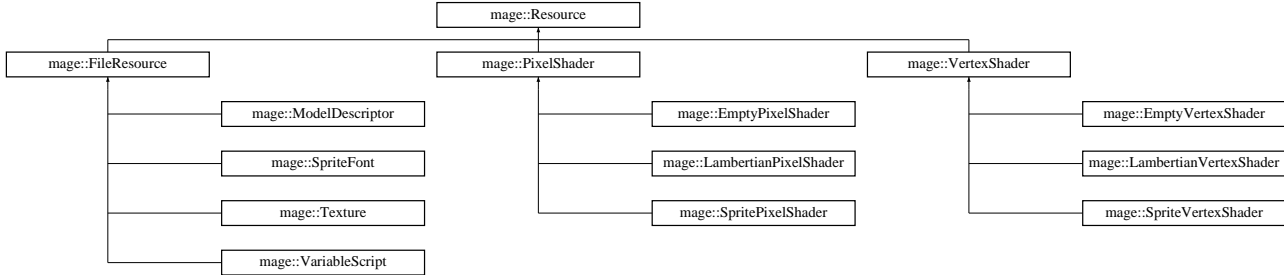 mage::Resource
mage::FileResource
mage::PixelShader
mage::VertexShader
mage::ModelDescriptor
mage::EmptyPixelShader
mage::EmptyVertexShader
mage::SpriteFont
mage::LambertianPixelShader
mage::LambertianVertexShader
mage::Texture
mage::SpritePixelShader
mage::SpriteVertexShader
mage::VariableScript